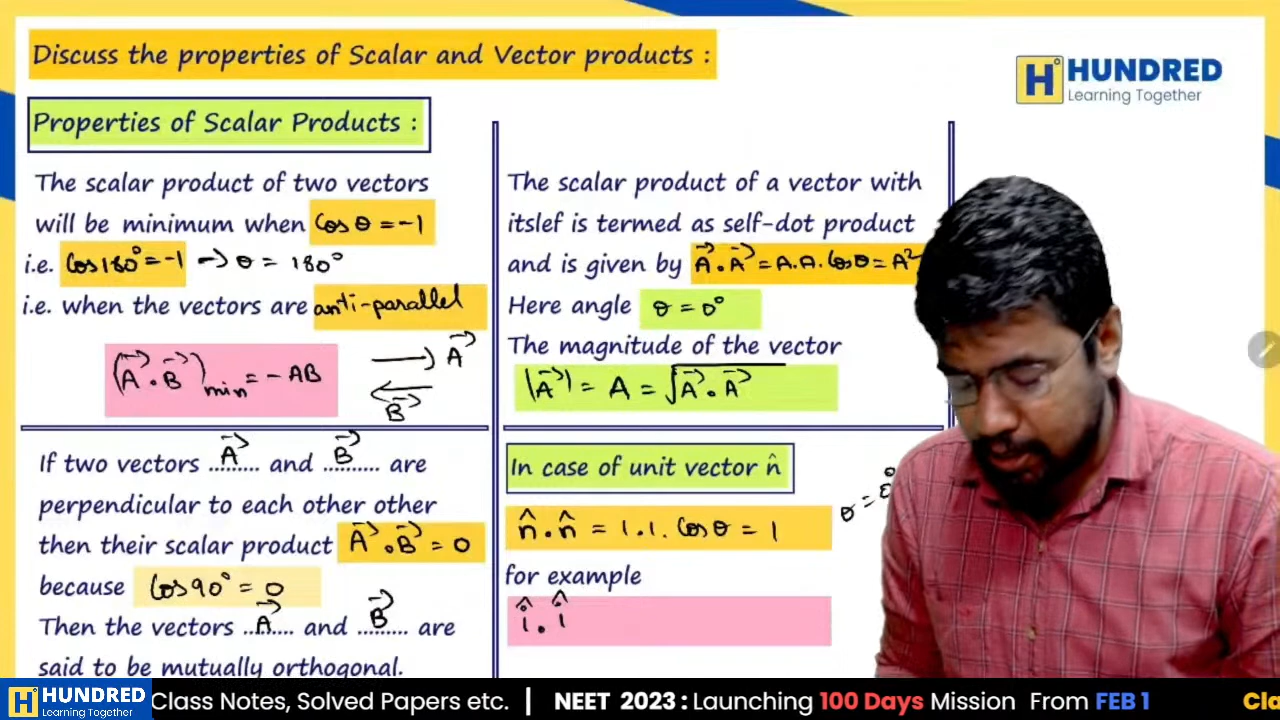 Discuss the properties of Scalar and Vector products :
H° HUNDRED
Learning Together
Properties of Scalar Products :
The scalar product of two vectors
will be minimum when Cos θ = -1
i.e. Cos 180° = -1 → θ = 180°
i.e. when the vectors are anti-parallel
(A⃗ . B⃗)min = - AB
A⃗
B⃗
If two vectors ...A⃗... and ...B⃗... are
perpendicular to each other other
then their scalar product A⃗ . B⃗ = 0
because Cos 90° = 0
Then the vectors ...A⃗... and ...B⃗... are
said to be mutually orthogonal.
The scalar product of a vector with
itslef is termed as self-dot product
and is given by A⃗ . A⃗ = A.A. Cos θ = A²
Here angle θ = 0°
The magnitude of the vector
|A⃗| = A = √A⃗ . A⃗
In case of unit vector n̂
n̂ . n̂ = 1.1. Cos θ = 1
θ = 0°
for example
î . î
H° HUNDRED
Learning Together
Class Notes, Solved Papers etc. | NEET 2023 : Launching 100 Days Mission From FEB 1